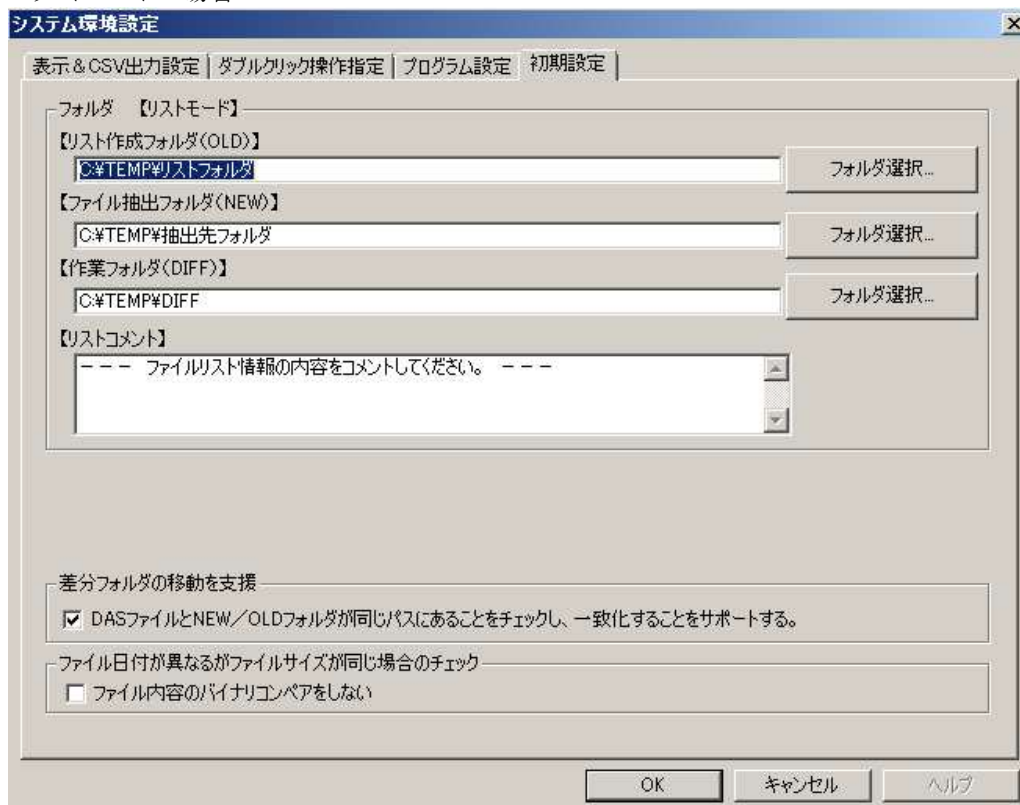 システム環境設定
表示&CSV出力設定 ダブルクリック操作指定 プログラム設定 初期設定
フォルダ 【リストモード】
【リスト作成フォルダ(OLD)】
C:¥TEMP¥リストフォルダ フォルダ選択...
【ファイル抽出フォルダ(NEW)】
C:¥TEMP¥抽出先フォルダ フォルダ選択...
【作業フォルダ(DIFF)】
C:¥TEMP¥DIFF フォルダ選択...
【リストコメント】
−−− ファイルリスト情報の内容をコメントしてください。 −−−
差分フォルダの移動を支援
DASファイルとNEW/OLDフォルダが同じパスにあることをチェックし、一致化することをサポートする。
ファイル日付が異なるがファイルサイズが同じ場合のチェック
ファイル内容のバイナリコンペアをしない
OK キャンセル ヘルプ